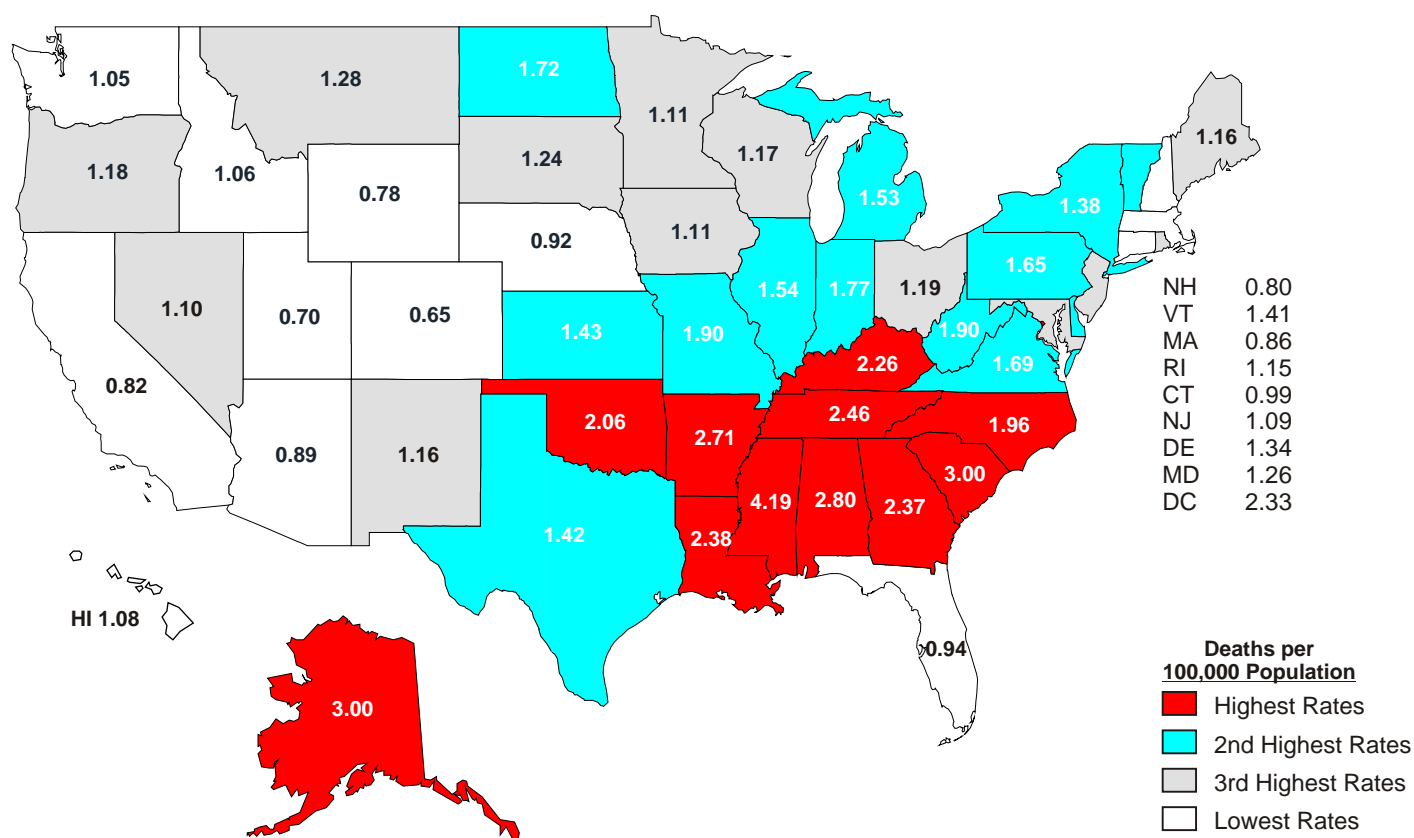 1.05
1.28
1.72
1.11
1.16
1.18
1.06
1.24
1.17
0.78
1.53
1.38
0.92
1.11
1.65
1.10
0.70
0.65
1.43
1.90
1.54
1.77
1.19
1.90
1.69
0.82
2.26
2.06
2.71
2.46
1.96
0.89
1.16
3.00
4.19
2.80
2.37
1.42
2.38
HI 1.08
0.94
3.00
NH 0.80
VT 1.41
MA 0.86
RI 1.15
CT 0.99
NJ 1.09
DE 1.34
MD 1.26
DC 2.33
Deaths per
100,000 Population
Highest Rates
2nd Highest Rates
3rd Highest Rates
Lowest Rates